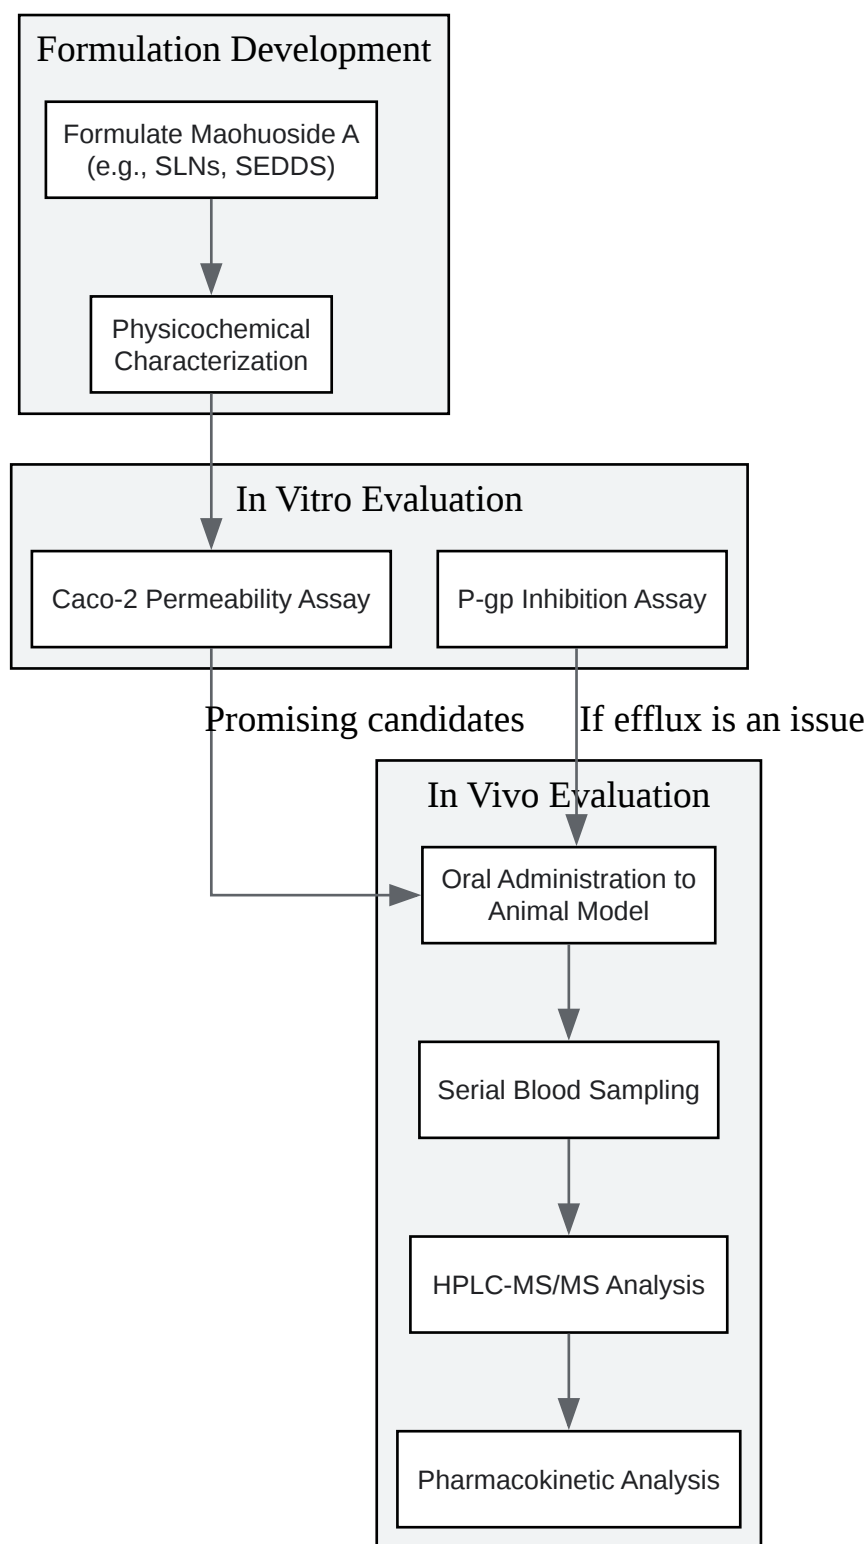 Formulation Development
Formulate Maohuoside A
(e.g., SLNs, SEDDS)
Physicochemical
Characterization
In Vitro Evaluation
Caco-2 Permeability Assay
P-gp Inhibition Assay
Promising candidates
If efflux is an issue
In Vivo Evaluation
Oral Administration to
Animal Model
Serial Blood Sampling
HPLC-MS/MS Analysis
Pharmacokinetic Analysis